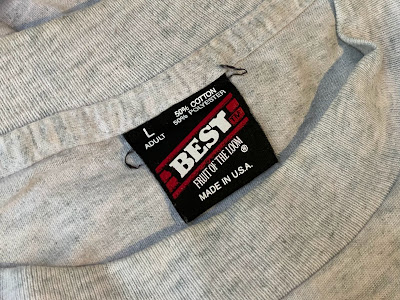 L
ADULT
50% COTTON
50% POLYESTER
BEST
FRUIT OF THE LOOM ®
MADE IN U.S.A.